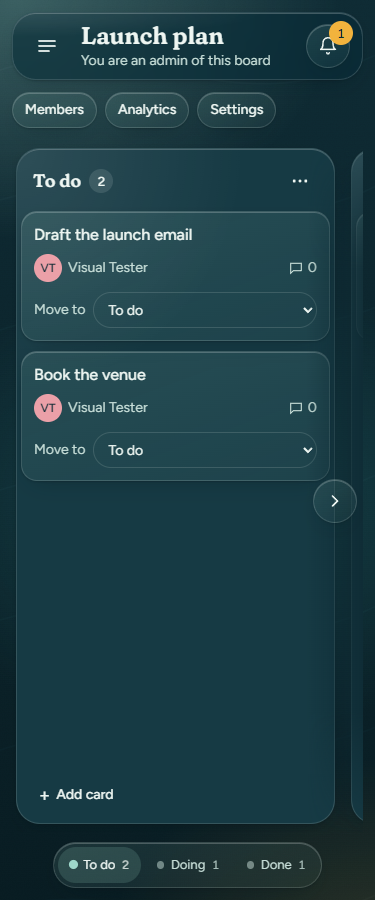 Launch plan
You are an admin of this board
1
Members Analytics Settings
To do 2 ...
Draft the launch email
VT Visual Tester 0
Move to To do
Book the venue
VT Visual Tester 0
Move to To do
+ Add card
To do 2 Doing 1 Done 1